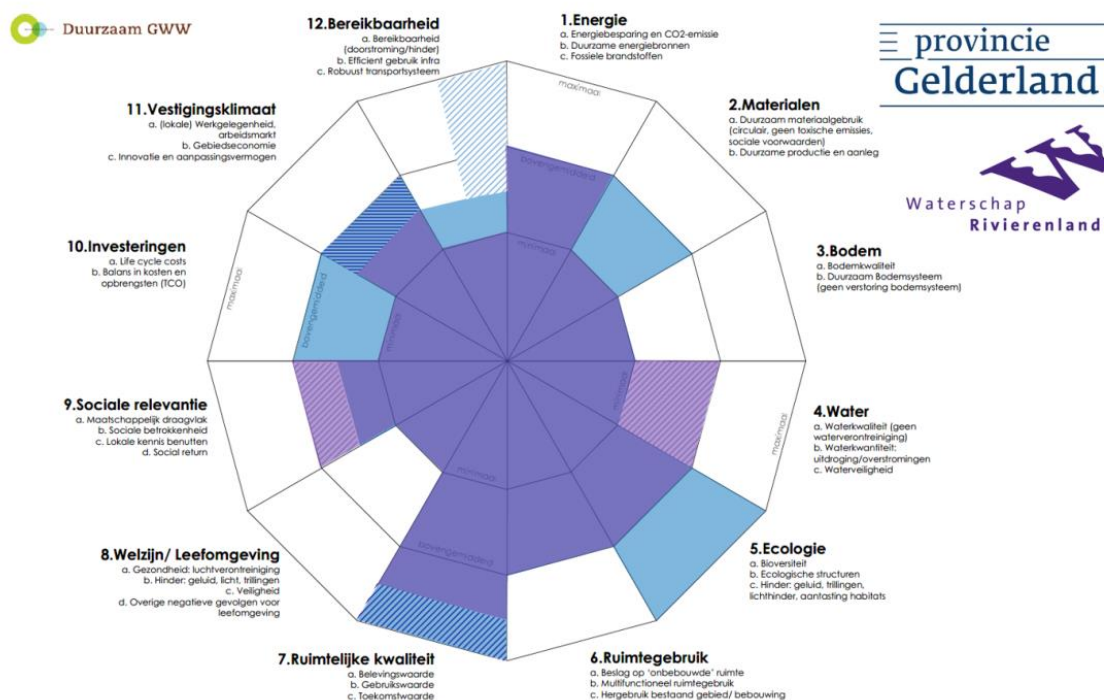 Duurzaam GWW
provincie
Gelderland
Waterschap
Rivierenland
1.Energie
a. Energiebesparing en CO2-emissie
b. Duurzame energiebronnen
c. Fossiele brandstoffen
2.Materialen
a. Duurzaam materiaalgebruik
(circulair, geen toxische emissies,
sociale voorwaarden)
b. Duurzame productie en aanleg
3.Bodem
a. Bodemkwaliteit
b. Duurzaam Bodemsysteem
(geen verstoring bodemsysteem)
4.Water
a. Waterkwaliteit (geen
waterverontreiniging)
b. Waterkwantiteit:
uitdroging/overstromingen
c. Waterveiligheid
5.Ecologie
a. Bioversiteit
b. Ecologische structuren
c. Hinder: geluid, trillingen,
lichthinder, aantasting habitats
6.Ruimtegebruik
a. Beslag op 'onbebouwde' ruimte
b. Multifunctioneel ruimtegebruik
c. Hergebruik bestaand gebied/ bebouwing
7.Ruimtelijke kwaliteit
a. Belevingswaarde
b. Gebruikswaarde
c. Toekomstwaarde
8.Welzijn/ Leefomgeving
a. Gezondheid: luchtverontreiniging
b. Hinder: geluid, licht, trillingen
c. Veiligheid
d. Overige negatieve gevolgen voor
leefomgeving
9.Sociale relevantie
a. Maatschappelijk draagvlak
b. Sociale betrokkenheid
c. Lokale kennis benutten
d. Social return
10.Investeringen
a. Life cycle costs
b. Balans in kosten en
opbrengsten (TCO)
11.Vestigingsklimaat
a. (lokale) Werkgelegenheid,
arbeidsmarkt
b. Gebiedseconomie
c. Innovatie en aanpassingsvermogen
12.Bereikbaarheid
a. Bereikbaarheid
(doorstroming/hinder)
b. Efficient gebruik infra
c. Robuust transportsysteem
maximaal
bovengemiddeld
minimaal
maximaal
minimaal
minimaal
bovengemiddeld
maximaal
bovengemiddeld
minimaal